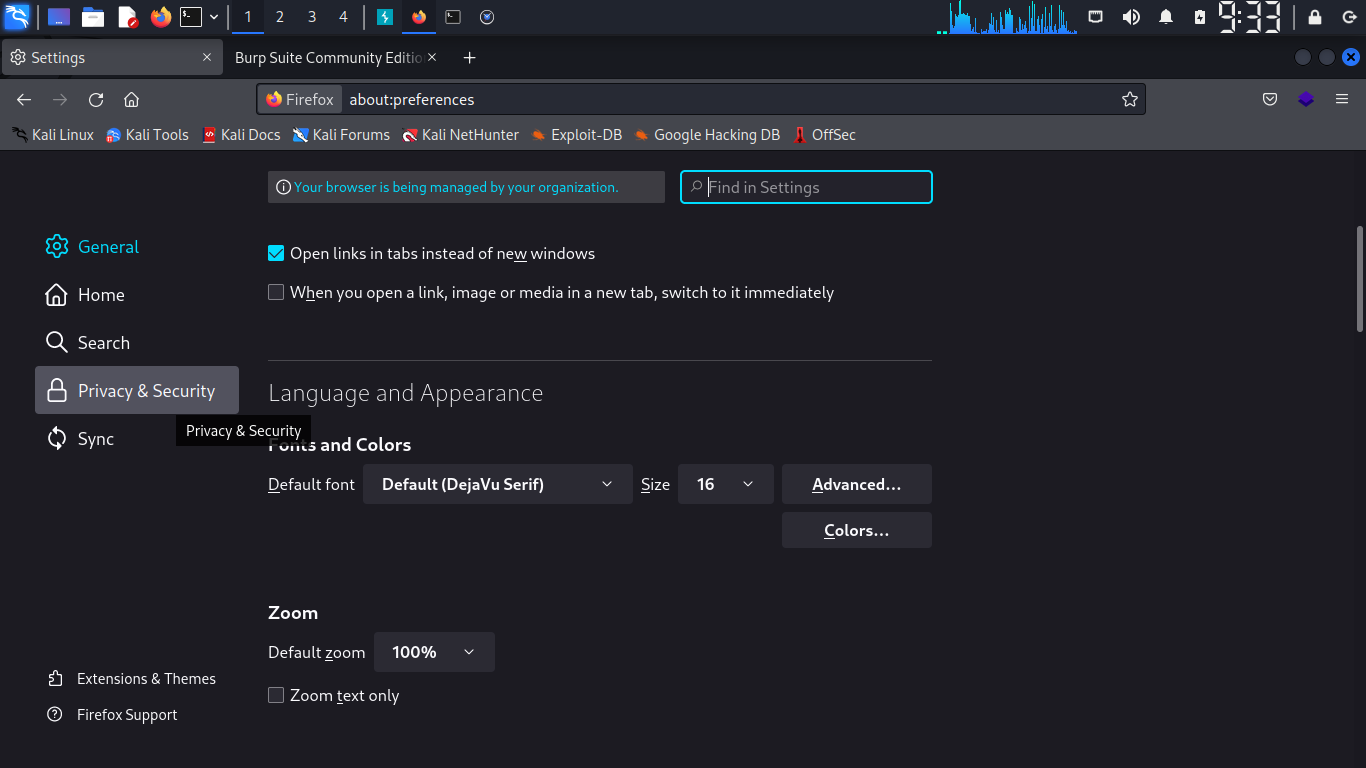 1 2 3 4 9:33
Settings Burp Suite Community Editio
Firefox about:preferences
Kali Linux Kali Tools Kali Docs Kali Forums Kali NetHunter Exploit-DB Google Hacking DB OffSec
Your browser is being managed by your organization. Find in Settings
General
Open links in tabs instead of new windows
Home
When you open a link, image or media in a new tab, switch to it immediately
Search
Privacy & Security
Language and Appearance
Privacy & Security
Sync
Fonts and Colors
Default font Default (DejaVu Serif) Size 16 Advanced…
Colors…
Zoom
Default zoom 100%
Zoom text only
Extensions & Themes
Firefox Support